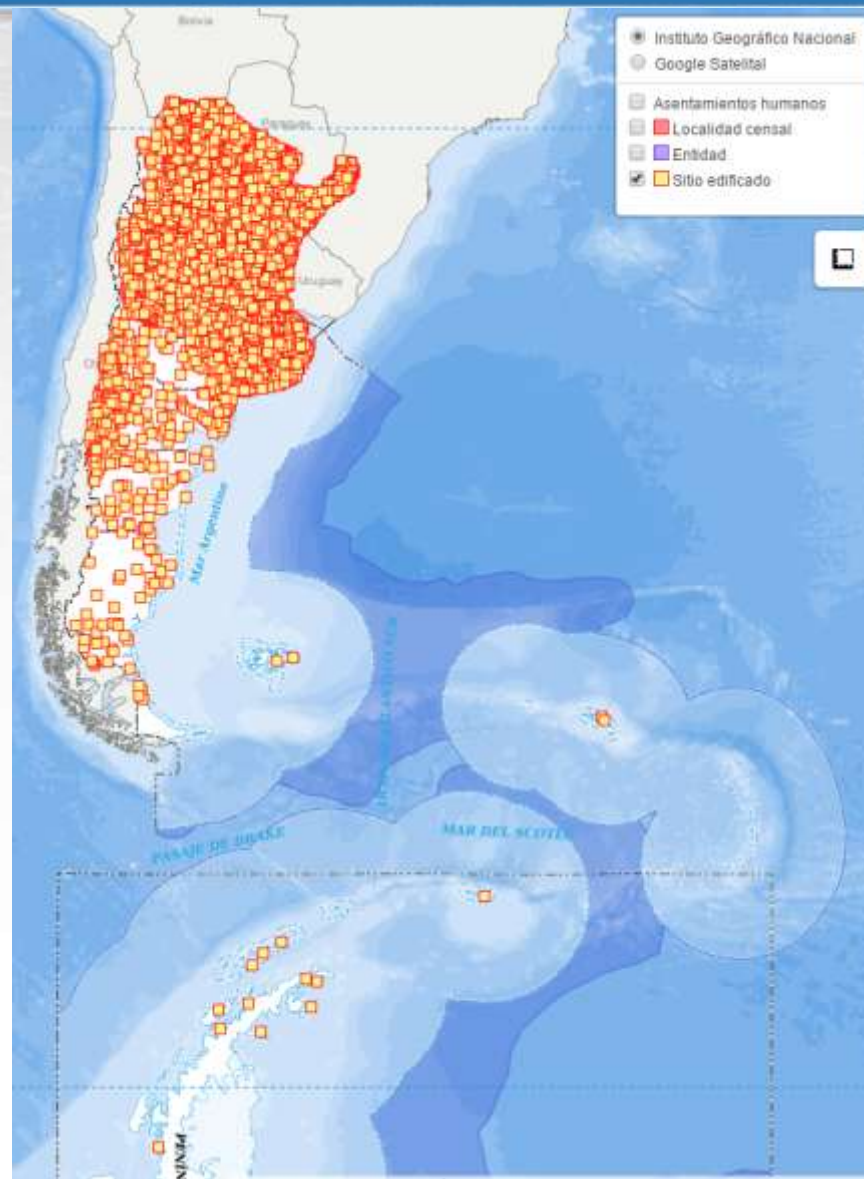 Bolivia
Instituto Geográfico Nacional
Google Satelital
Asentamientos humanos
Localidad censal
Entidad
Sitio edificado
Paraguay
Uruguay
Mar Argentino
PASAJE DE DRAKE
MAR DEL SCOTIA